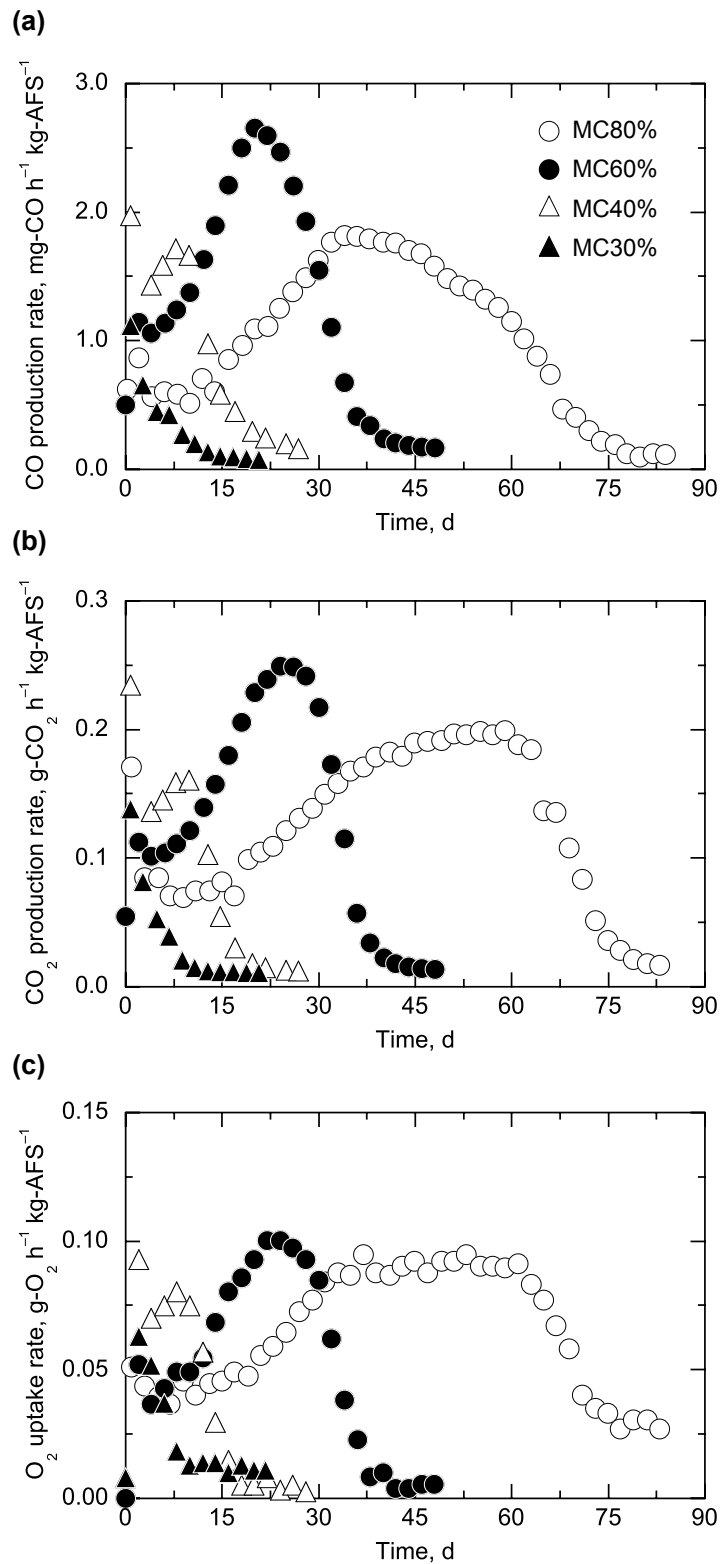 (a)
CO production rate, mg-CO h⁻¹ kg-AFS⁻¹
3.0
2.0
1.0
0.0
MC80%
MC60%
MC40%
MC30%
0 15 30 45 60 75 90
Time, d
(b)
CO₂ production rate, g-CO₂ h⁻¹ kg-AFS⁻¹
0.3
0.2
0.1
0.0
0 15 30 45 60 75 90
Time, d
(c)
O₂ uptake rate, g-O₂ h⁻¹ kg-AFS⁻¹
0.15
0.10
0.05
0.00
0 15 30 45 60 75 90
Time, d